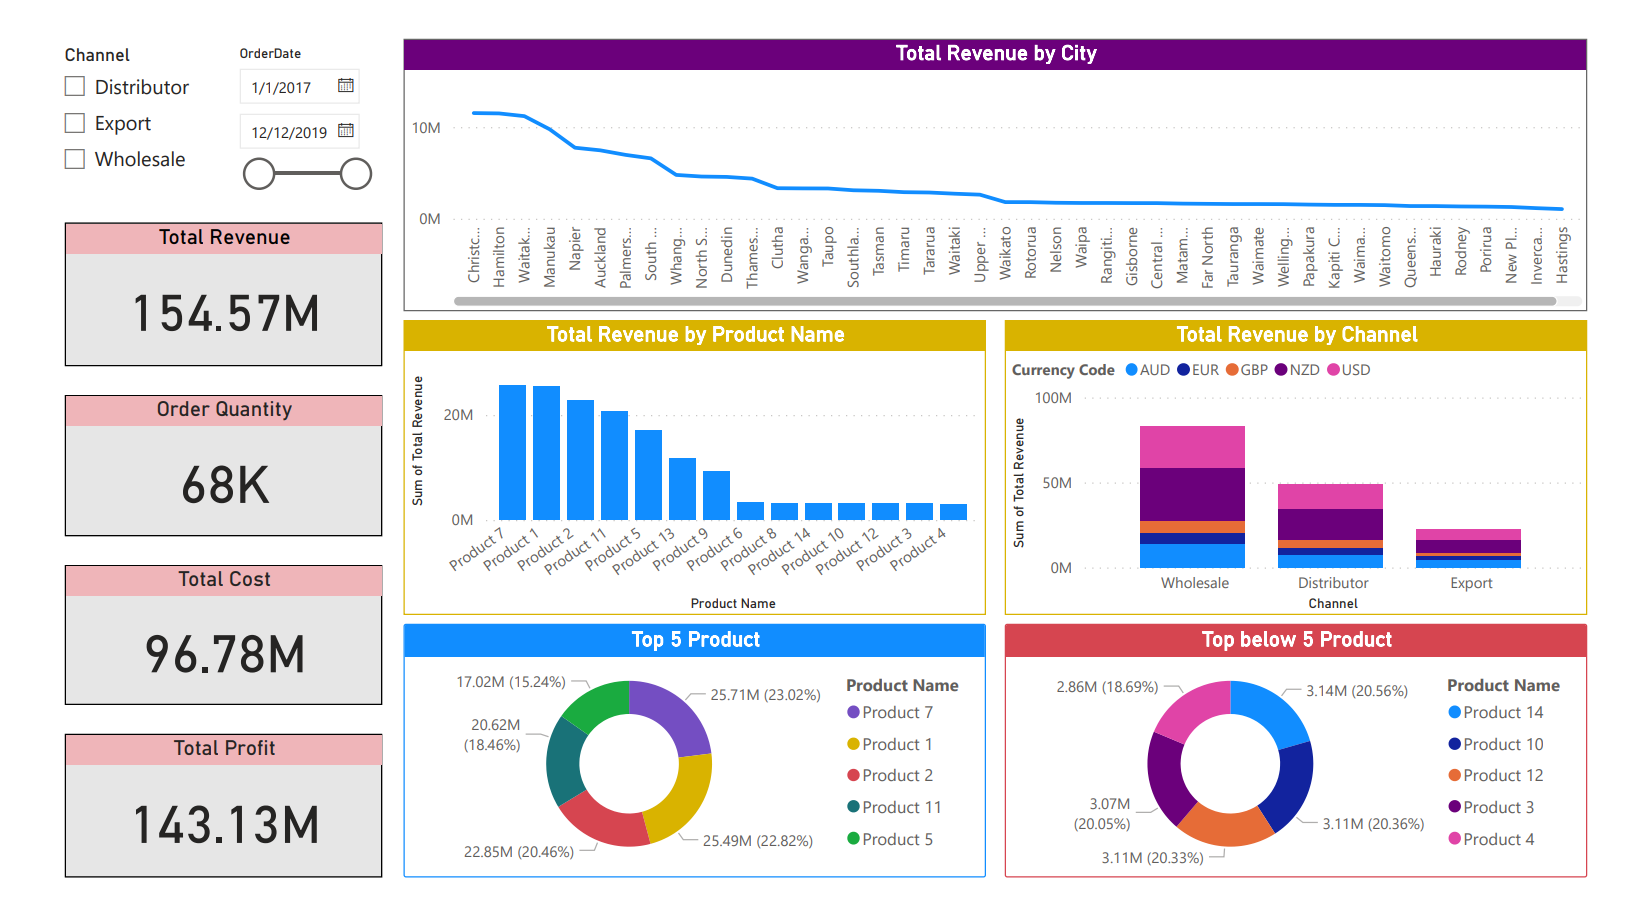 Channel
Distributor
Export
Wholesale
OrderDate
1/1/2017
12/12/2019
Total Revenue
154.57M
Order Quantity
68K
Total Cost
96.78M
Total Profit
143.13M
Total Revenue by City
10M
0M
Christc...
Hamilton
Waitak...
Manukau
Napier
Auckland
Palmers...
South ...
Whang...
North S...
Dunedin
Thames...
Clutha
Wanga...
Taupo
Southla...
Tasman
Timaru
Tararua
Waitaki
Upper ...
Waikato
Rotorua
Nelson
Waipa
Rangiti...
Gisborne
Central ...
Matam...
Far North
Tauranga
Waimate
Welling...
Papakura
Kapiti C...
Waima...
Waitomo
Queens...
Hauraki
Rodney
Porirua
New Pl...
Inverca...
Hastings
Total Revenue by Product Name
Sum of Total Revenue
20M
0M
Product 7
Product 1
Product 2
Product 11
Product 5
Product 13
Product 9
Product 6
Product 8
Product 14
Product 10
Product 12
Product 3
Product 4
Product Name
Total Revenue by Channel
Currency Code AUD EUR GBP NZD USD
Sum of Total Revenue
100M
50M
0M
Wholesale
Distributor
Export
Channel
Top 5 Product
17.02M (15.24%)
20.62M
(18.46%)
22.85M (20.46%)
25.71M (23.02%)
25.49M (22.82%)
Product Name
Product 7
Product 1
Product 2
Product 11
Product 5
Top below 5 Product
2.86M (18.69%)
3.07M
(20.05%)
3.11M (20.33%)
3.14M (20.56%)
3.11M (20.36%)
Product Name
Product 14
Product 10
Product 12
Product 3
Product 4